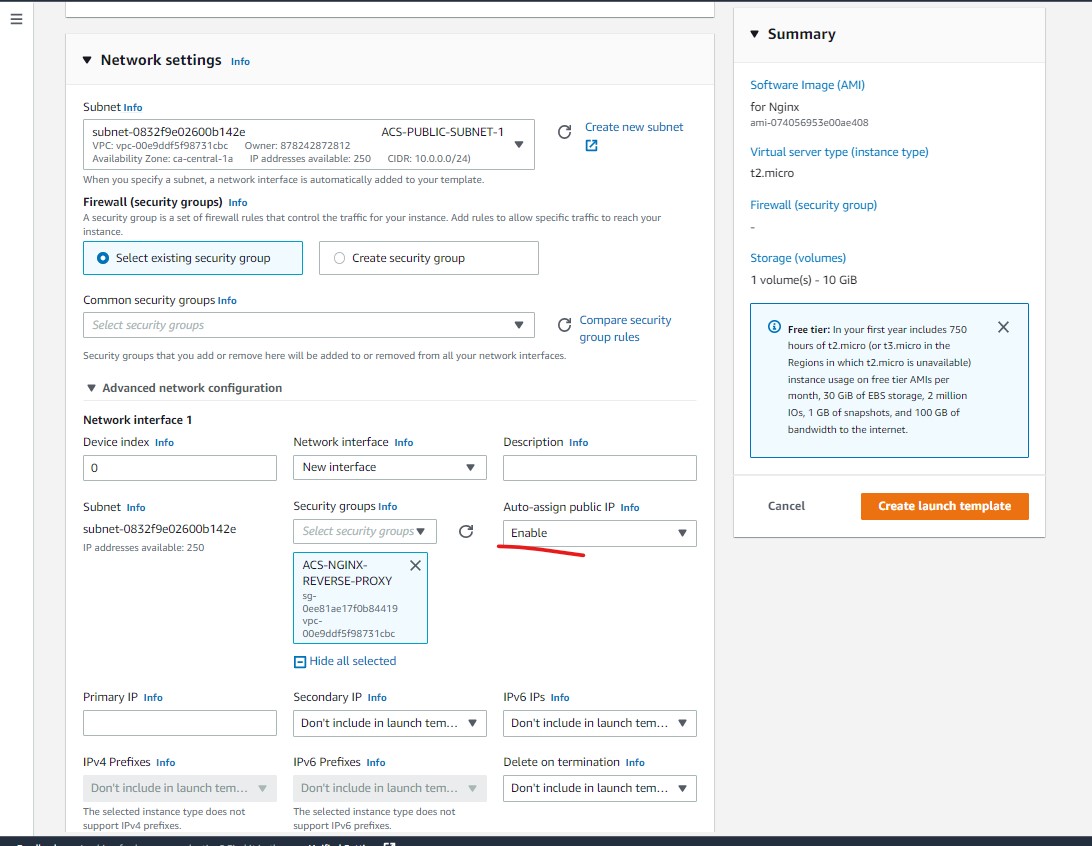 Network settings Info
Subnet Info
subnet-0832f9e02600b142e ACS-PUBLIC-SUBNET-1
VPC: vpc-00e9ddf5f98731cbc Owner: 878242872812
Availability Zone: ca-central-1a IP addresses available: 250 CIDR: 10.0.0.0/24)
Create new subnet
When you specify a subnet, a network interface is automatically added to your template.
Firewall (security groups) Info
A security group is a set of firewall rules that control the traffic for your instance. Add rules to allow specific traffic to reach your
instance.
Select existing security group Create security group
Common security groups Info
Select security groups
Compare security
group rules
Security groups that you add or remove here will be added to or removed from all your network interfaces.
Advanced network configuration
Network interface 1
Device index Info Network interface Info Description Info
0 New interface
Subnet Info Security groups Info Auto-assign public IP Info
subnet-0832f9e02600b142e Select security groups Enable
IP addresses available: 250
ACS-NGINX-
REVERSE-PROXY
sg-
0ee81ae17f0b84419
vpc-
00e9ddf5f98731cbc
Hide all selected
Primary IP Info Secondary IP Info IPv6 IPs Info
Don't include in launch tem... Don't include in launch tem...
IPv4 Prefixes Info IPv6 Prefixes Info Delete on termination Info
Don't include in launch tem... Don't include in launch tem... Don't include in launch tem...
The selected instance type does not The selected instance type does not
support IPv4 prefixes. support IPv6 prefixes.
Summary
Software Image (AMI)
for Nginx
ami-074056953e00ae408
Virtual server type (instance type)
t2.micro
Firewall (security group)
-
Storage (volumes)
1 volume(s) - 10 GiB
Free tier: In your first year includes 750
hours of t2.micro (or t3.micro in the
Regions in which t2.micro is unavailable)
instance usage on free tier AMIs per
month, 30 GiB of EBS storage, 2 million
IOs, 1 GB of snapshots, and 100 GB of
bandwidth to the internet.
Cancel Create launch template